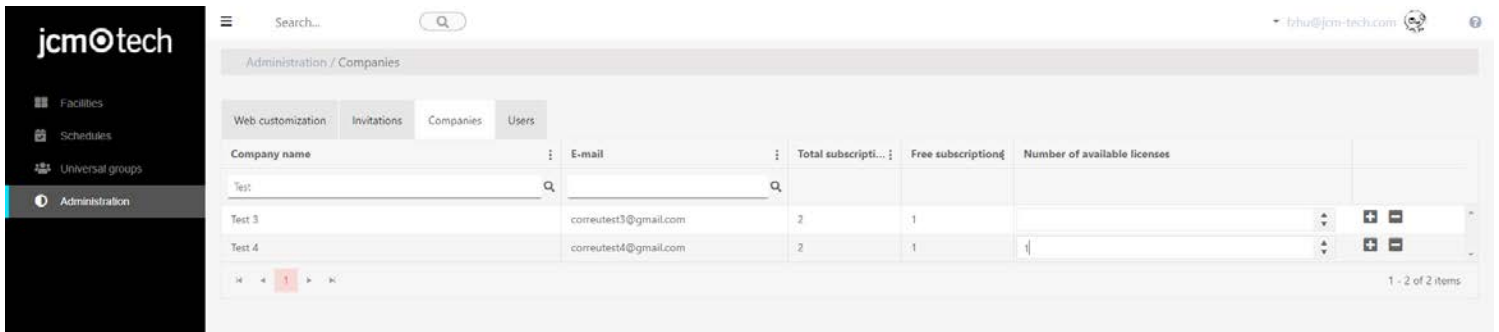 jcm tech
Search...
fzhu@jcm-tech.com
Administration / Companies
Facilities
Schedules
Universal groups
Administration
Web customization Invitations Companies Users
Company name E-mail Total subscripti... Free subscriptions Number of available licenses
Test
Test 3 correutest3@gmail.com 2 1
Test 4 correutest4@gmail.com 2 1 1
1 1 - 2 of 2 items